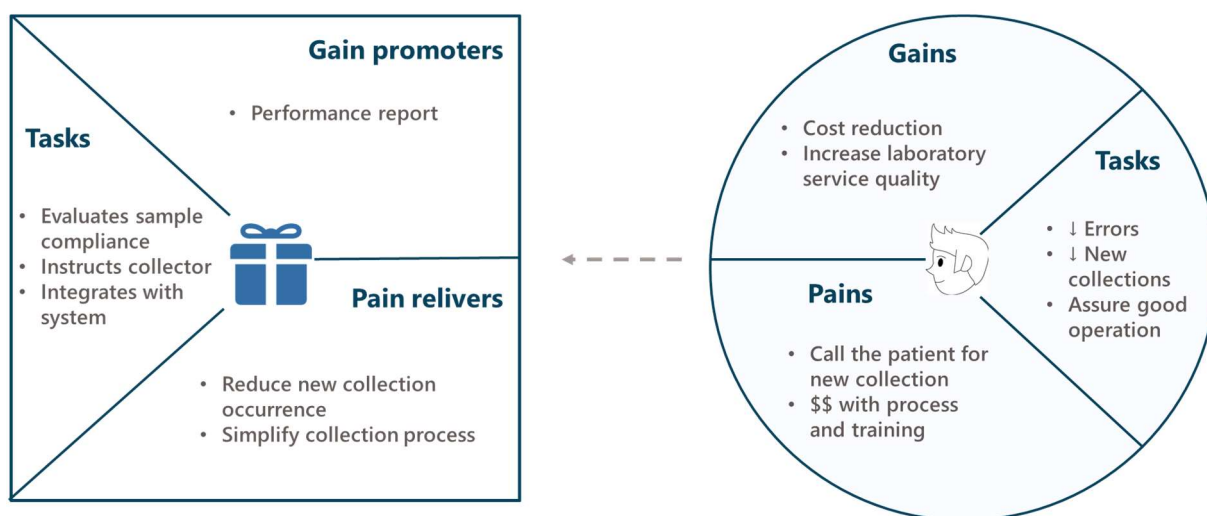 Gain promoters
• Performance report
Tasks
• Evaluates sample
compliance
• Instructs collector
• Integrates with
system
Pain relivers
• Reduce new collection
occurrence
• Simplify collection process
Gains
• Cost reduction
• Increase laboratory
service quality
Tasks
• ↓ Errors
• ↓ New
collections
• Assure good
operation
Pains
• Call the patient for
new collection
• $$ with process
and training